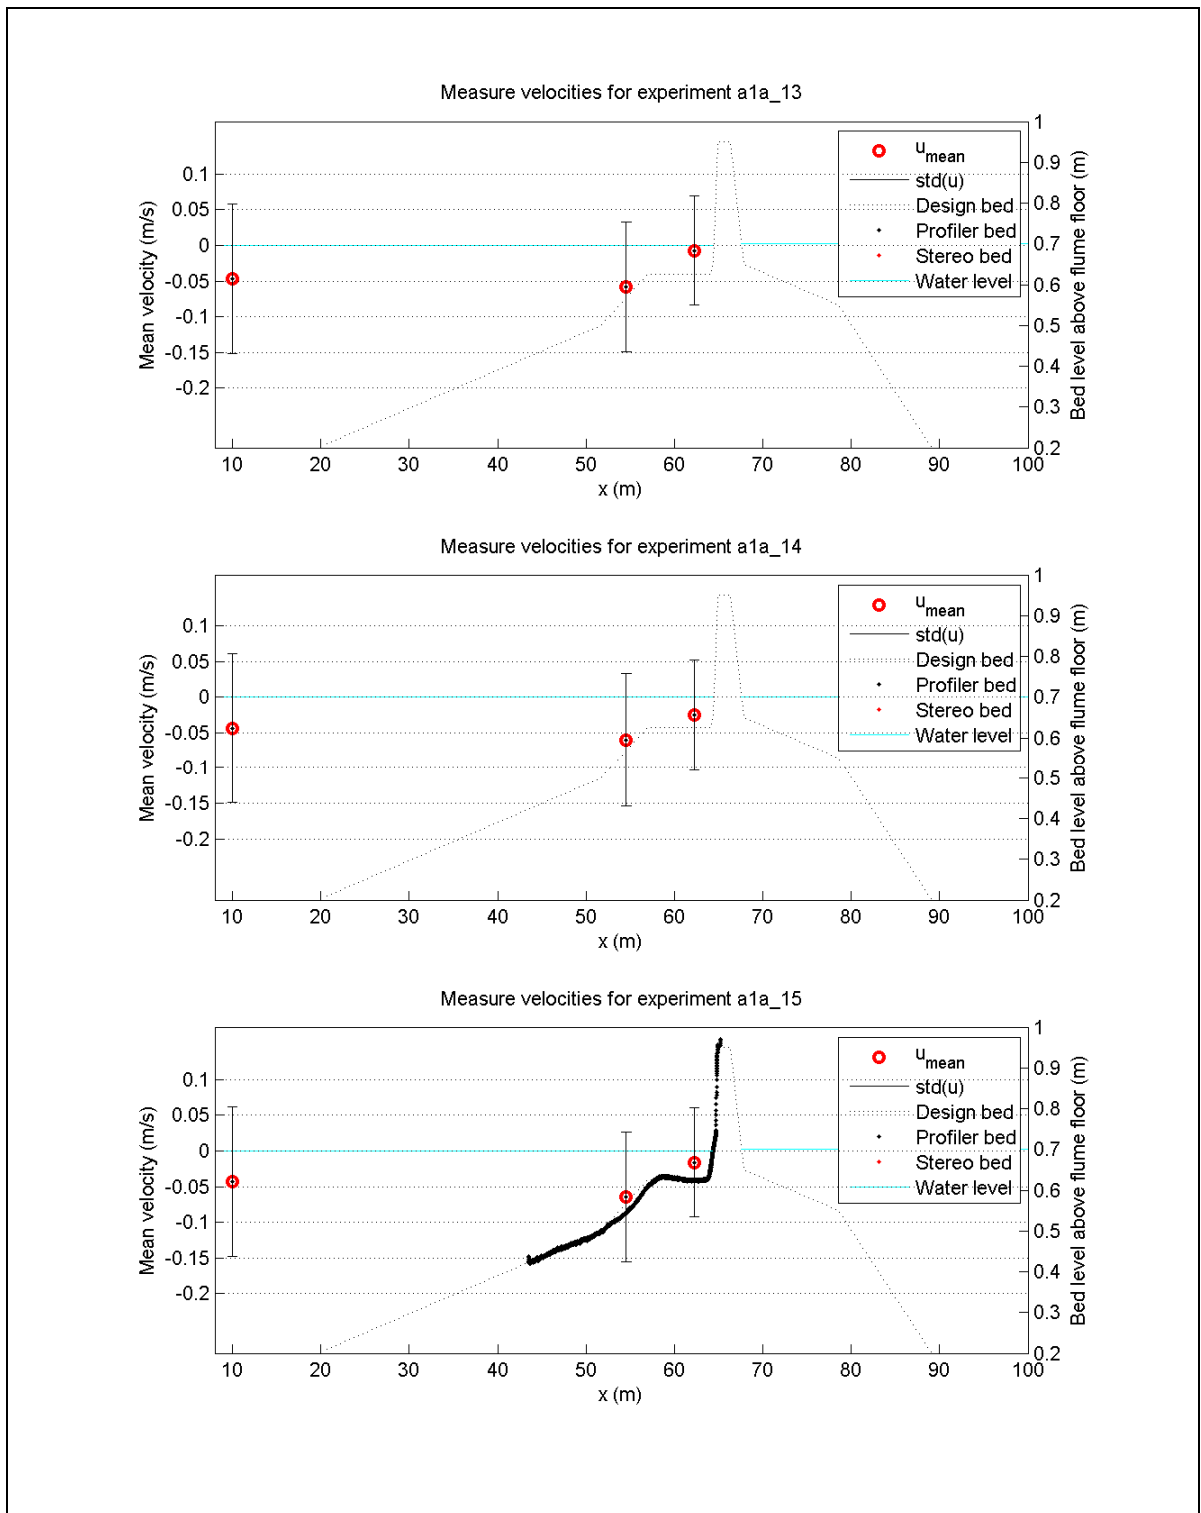 Measure velocities for experiment a1a_13
Mean velocity (m/s)
0.1
0.05
0
-0.05
-0.1
-0.15
-0.2
10 20 30 40 50 60 70 80 90 100
x (m)
1
0.9
0.8
0.7
0.6
0.5
0.4
0.3
0.2
Bed level above flume floor (m)
u_mean
std(u)
Design bed
Profiler bed
Stereo bed
Water level
Measure velocities for experiment a1a_14
Mean velocity (m/s)
0.1
0.05
0
-0.05
-0.1
-0.15
-0.2
10 20 30 40 50 60 70 80 90 100
x (m)
1
0.9
0.8
0.7
0.6
0.5
0.4
0.3
0.2
Bed level above flume floor (m)
u_mean
std(u)
Design bed
Profiler bed
Stereo bed
Water level
Measure velocities for experiment a1a_15
Mean velocity (m/s)
0.1
0.05
0
-0.05
-0.1
-0.15
-0.2
10 20 30 40 50 60 70 80 90 100
x (m)
1
0.9
0.8
0.7
0.6
0.5
0.4
0.3
0.2
Bed level above flume floor (m)
u_mean
std(u)
Design bed
Profiler bed
Stereo bed
Water level